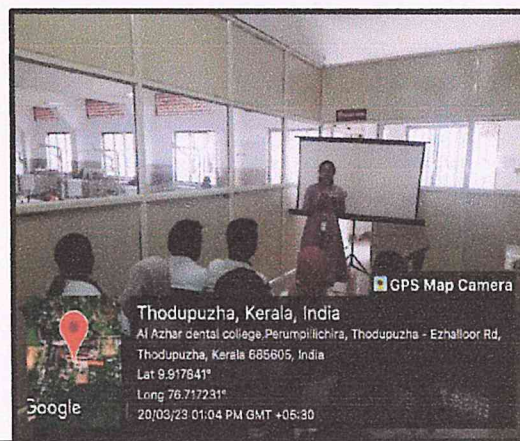 GPS Map Camera
Thodupuzha, Kerala, India
Al Azhar dental college,Perumpillichira, Thodupuzha - Ezhalloor Rd,
Thodupuzha, Kerala 685605, India
Lat 9.917641°
Long 76.717231°
20/03/23 01:04 PM GMT +05:30
Google